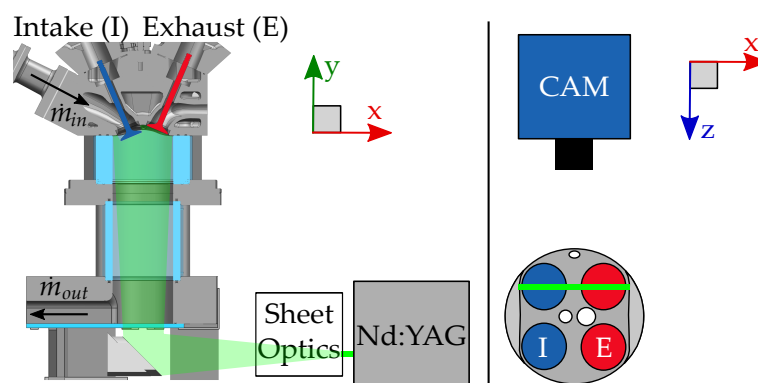 Intake (I) Exhaust (E)
ṁin
y
x
ṁout
Sheet
Optics
Nd:YAG
CAM
x
z
I E